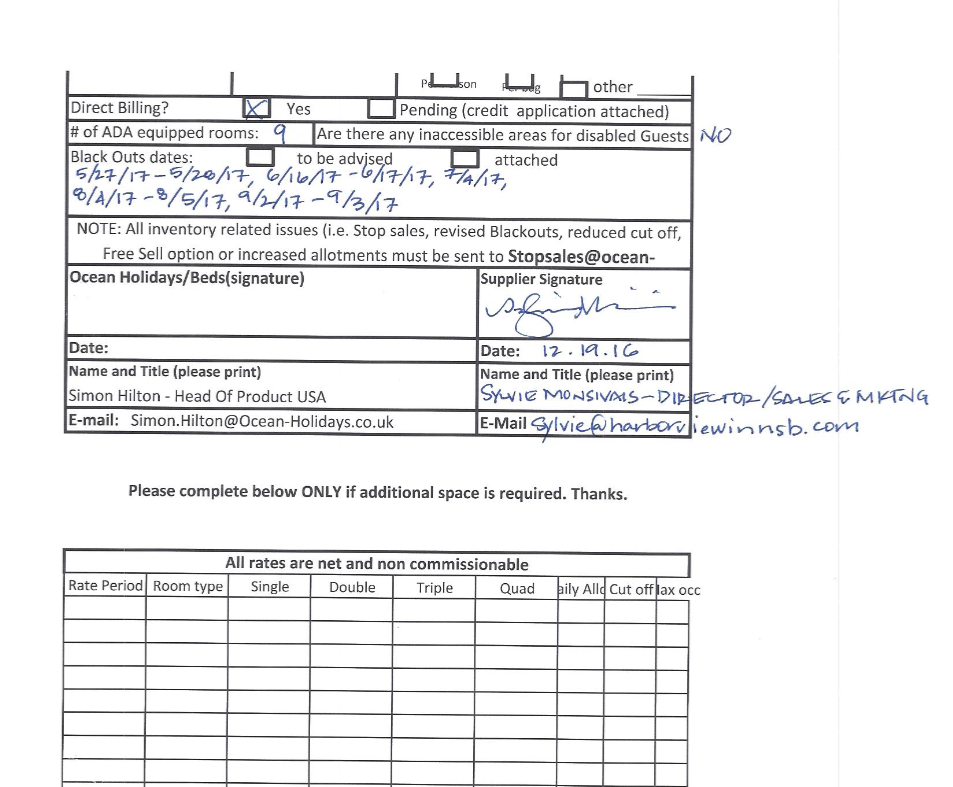 other
Direct Billing? X Yes Pending (credit application attached)
# of ADA equipped rooms: 9 Are there any inaccessible areas for disabled Guests NO
Black Outs dates: to be advised attached
5/27/17-5/28/17, 6/16/17-6/17/17, 7/4/17,
8/4/17-8/5/17, 9/2/17-9/3/17
NOTE: All inventory related issues (i.e. Stop sales, revised Blackouts, reduced cut off,
Free Sell option or increased allotments must be sent to Stopsales@ocean-
Ocean Holidays/Beds(signature) Supplier Signature
Date: Date: 12.19.16
Name and Title (please print) Name and Title (please print)
Simon Hilton - Head Of Product USA SYLVIE MONSIVAIS-DIRECTOR/SALES & MKTNG
E-mail: Simon.Hilton@Ocean-Holidays.co.uk E-Mail Sylvie@harborviewinnsb.com
Please complete below ONLY if additional space is required. Thanks.
All rates are net and non commissionable
Rate Period Room type Single Double Triple Quad aily Allo Cut off lax occ